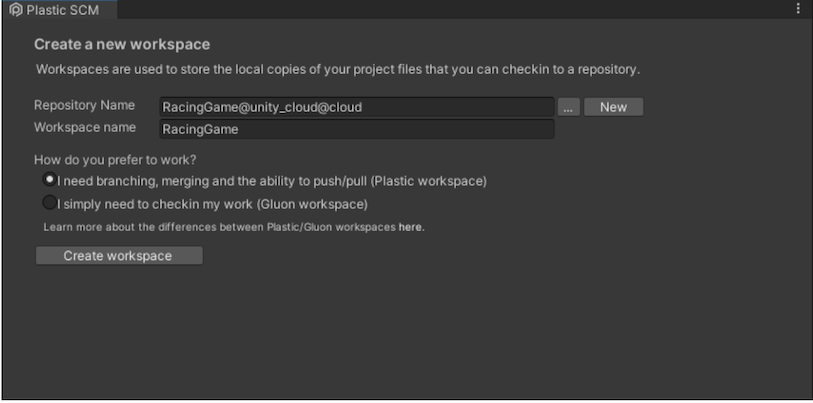 Plastic SCM
Create a new workspace
Workspaces are used to store the local copies of your project files that you can checkin to a repository.
Repository Name RacingGame@unity_cloud@cloud ... New
Workspace name RacingGame
How do you prefer to work?
I need branching, merging and the ability to push/pull (Plastic workspace)
I simply need to checkin my work (Gluon workspace)
Learn more about the differences between Plastic/Gluon workspaces here.
Create workspace